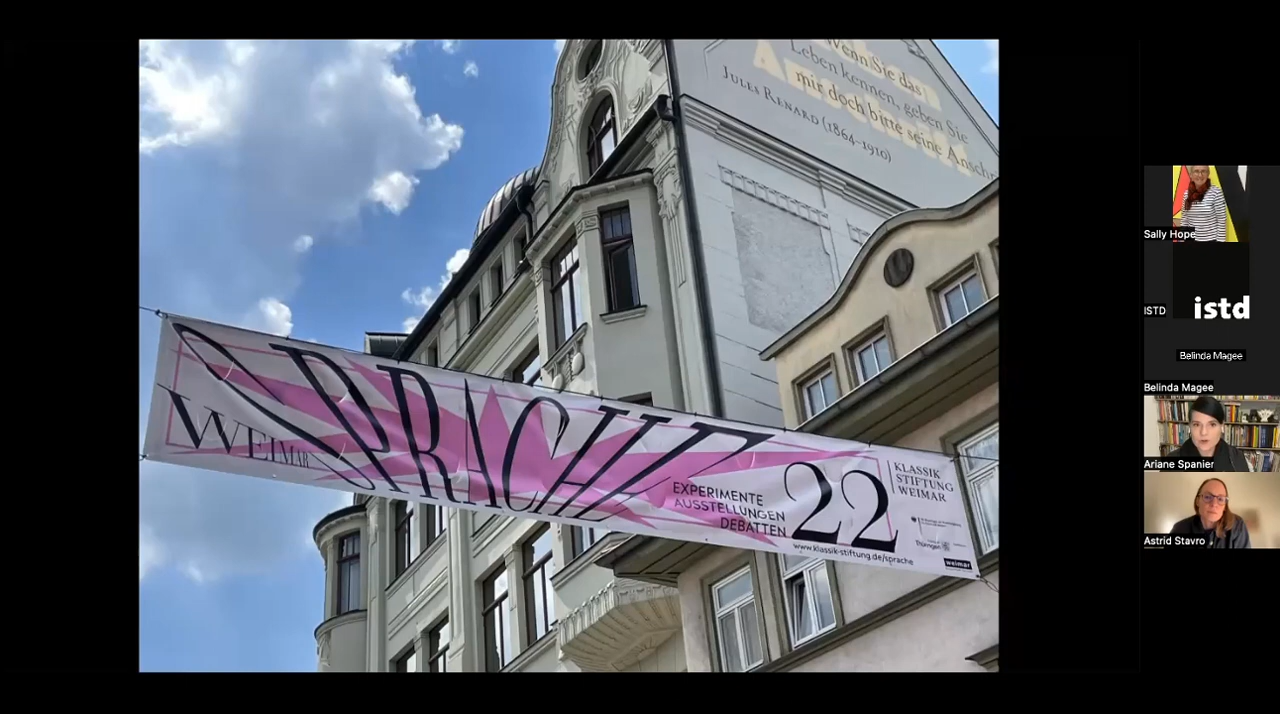 Wenn Sie das
Leben kennen, geben Sie
mir doch bitte seine Anschr
Jules Renard (1864–1910)
SPRACHE
WEIMAR
EXPERIMENTE
AUSSTELLUNGEN
DEBATTEN
22
www.klassik-stiftung.de/sprache
KLASSIK
STIFTUNG
WEIMAR
Thüringen
weimar
Sally Hope
istd
ISTD
Belinda Magee
Belinda Magee
Ariane Spanier
Astrid Stavro